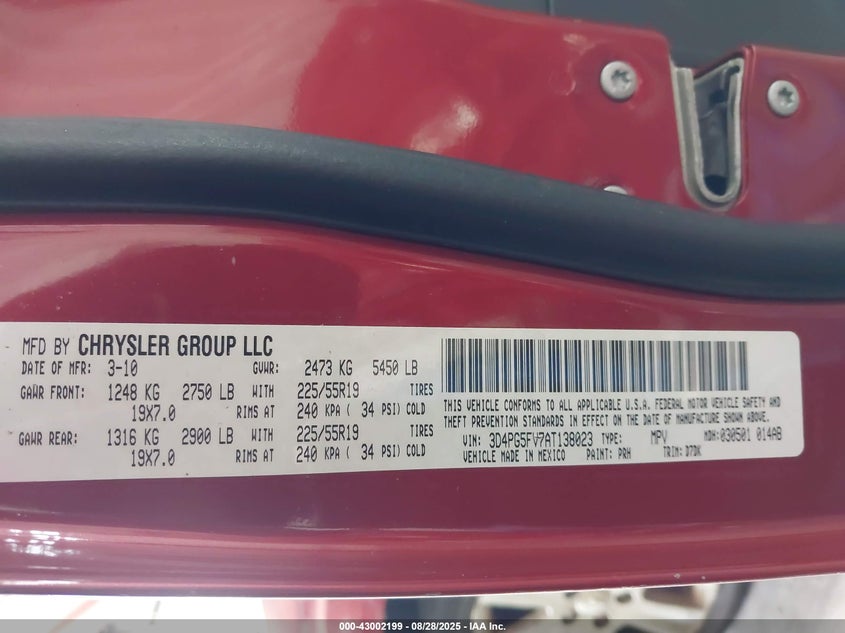 MFD BY CHRYSLER GROUP LLC
DATE OF MFR: 3-10 GVWR: 2473 KG 5450 LB
GAWR FRONT: 1248 KG 2750 LB WITH 225/55R19 TIRES
19X7.0 RIMS AT 240 KPA ( 34 PSI) COLD
GAWR REAR: 1316 KG 2900 LB WITH 225/55R19 TIRES
19X7.0 RIMS AT 240 KPA ( 34 PSI) COLD
THIS VEHICLE CONFORMS TO ALL APPLICABLE U.S.A. FEDERAL MOTOR VEHICLE SAFETY AND
THEFT PREVENTION STANDARDS IN EFFECT ON THE DATE OF MANUFACTURE SHOWN ABOVE.
VIN: 3D4PG5FV7AT138023 TYPE: MPV MDH: 030501 014AB
VEHICLE MADE IN MEXICO PAINT: PRH TRIM: D7DK
000-43002199 - 08/28/2025 - IAA Inc.